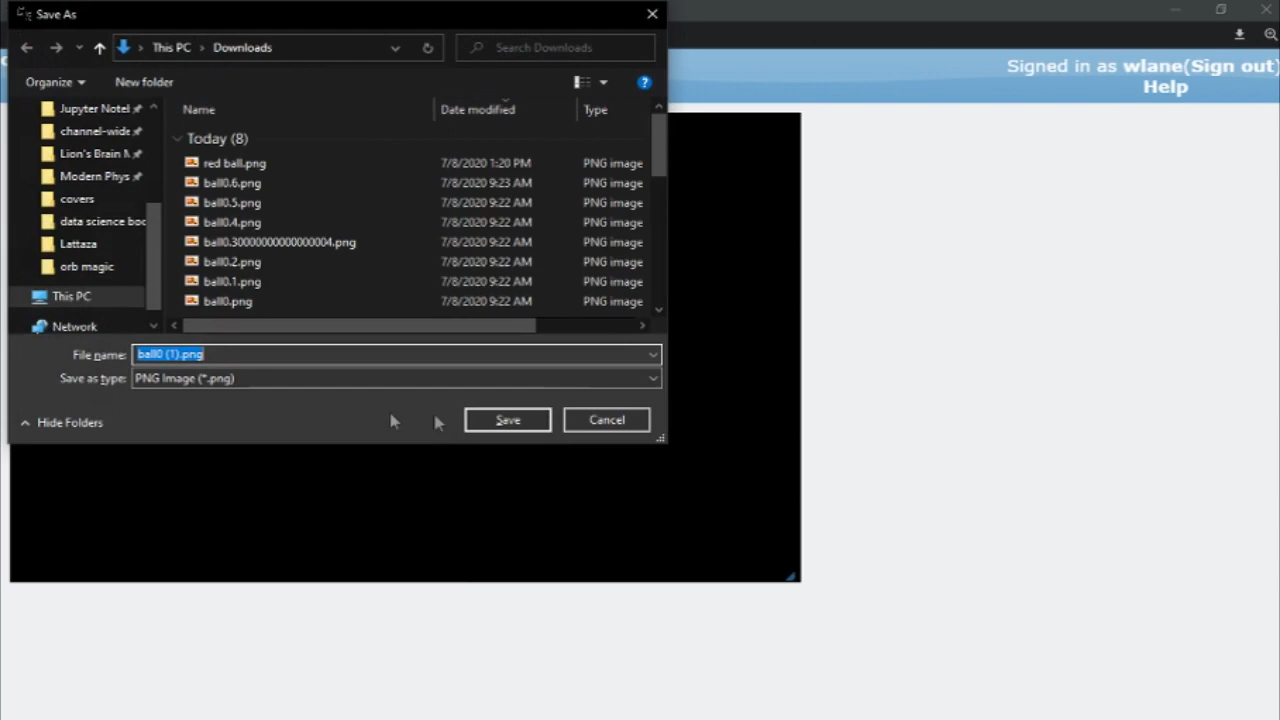 Save As
This PC › Downloads
Search Downloads
Signed in as wlane(Sign out)
Help
Organize
New folder
Name
Date modified
Type
Jupyter Notel
channel-wide
Lion's Brain M
Modern Phys
covers
data science boo
Lattaza
orb magic
This PC
Network
Today (8)
red ball.png 7/8/2020 1:20 PM PNG image
ball0.6.png 7/8/2020 9:23 AM PNG image
ball0.5.png 7/8/2020 9:22 AM PNG image
ball0.4.png 7/8/2020 9:22 AM PNG image
ball0.30000000000000004.png 7/8/2020 9:22 AM PNG image
ball0.2.png 7/8/2020 9:22 AM PNG image
ball0.1.png 7/8/2020 9:22 AM PNG image
ball0.png 7/8/2020 9:22 AM PNG image
File name: ball0 (1).png
Save as type: PNG Image (*.png)
Hide Folders
Save
Cancel